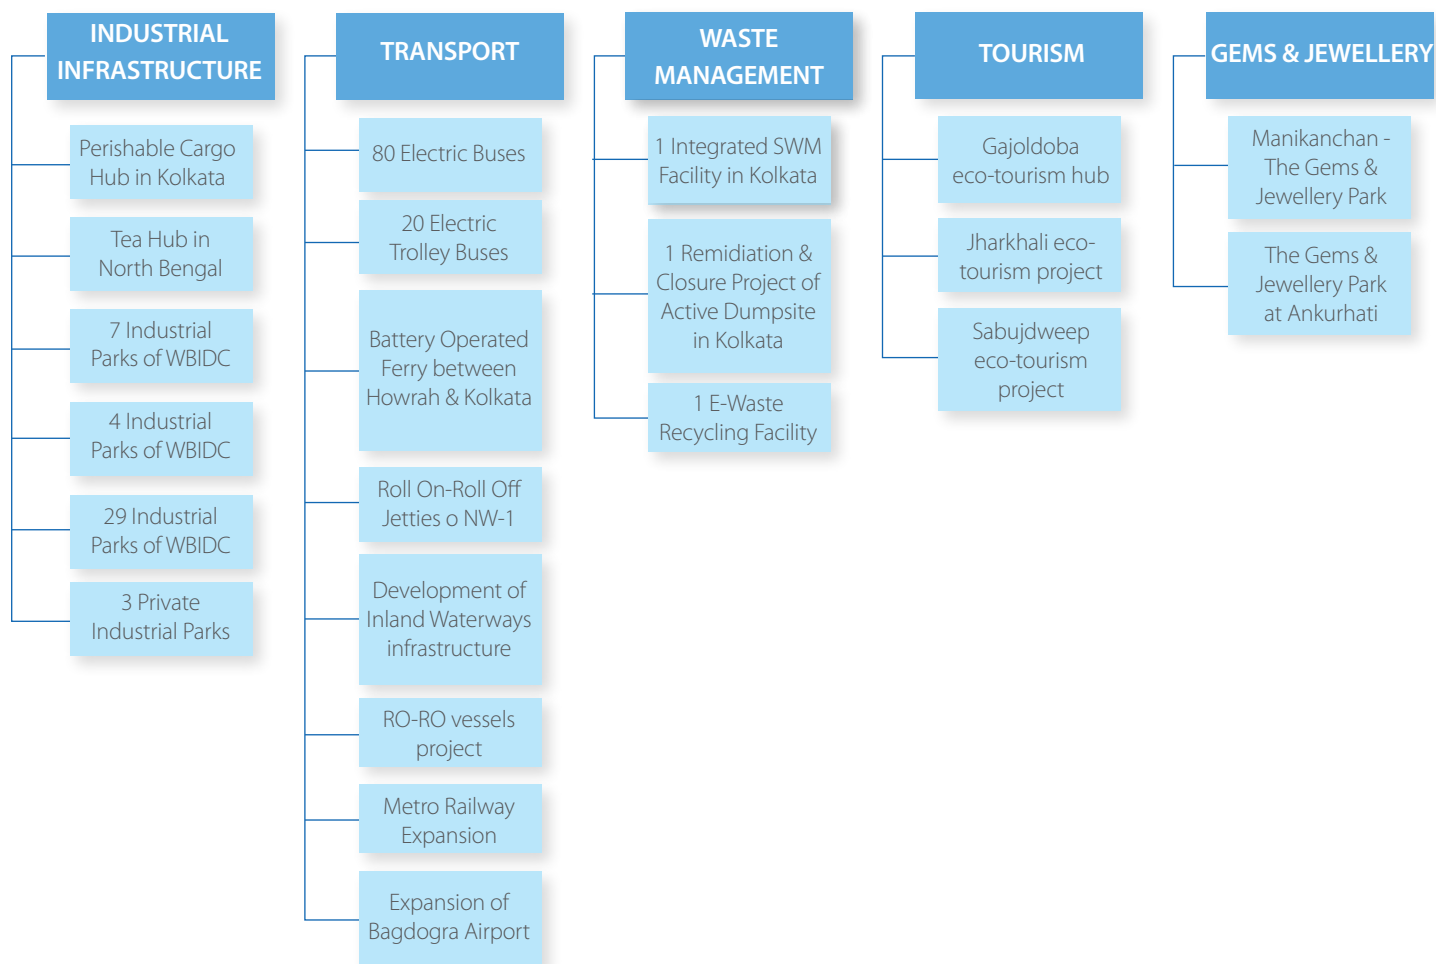 INDUSTRIAL
INFRASTRUCTURE
Perishable Cargo
Hub in Kolkata
Tea Hub in
North Bengal
7 Industrial
Parks of WBIDC
4 Industrial
Parks of WBIDC
29 Industrial
Parks of WBIDC
3 Private
Industrial Parks
TRANSPORT
80 Electric Buses
20 Electric
Trolley Buses
Battery Operated
Ferry between
Howrah & Kolkata
Roll On-Roll Off
Jetties o NW-1
Development of
Inland Waterways
infrastructure
RO-RO vessels
project
Metro Railway
Expansion
Expansion of
Bagdogra Airport
WASTE
MANAGEMENT
1 Integrated SWM
Facility in Kolkata
1 Remidiation &
Closure Project of
Active Dumpsite
in Kolkata
1 E-Waste
Recycling Facility
TOURISM
Gajoldoba
eco-tourism hub
Jharkhali eco-
tourism project
Sabujdweep
eco-tourism
project
GEMS & JEWELLERY
Manikanchan -
The Gems &
Jewellery Park
The Gems &
Jewellery Park
at Ankurhati